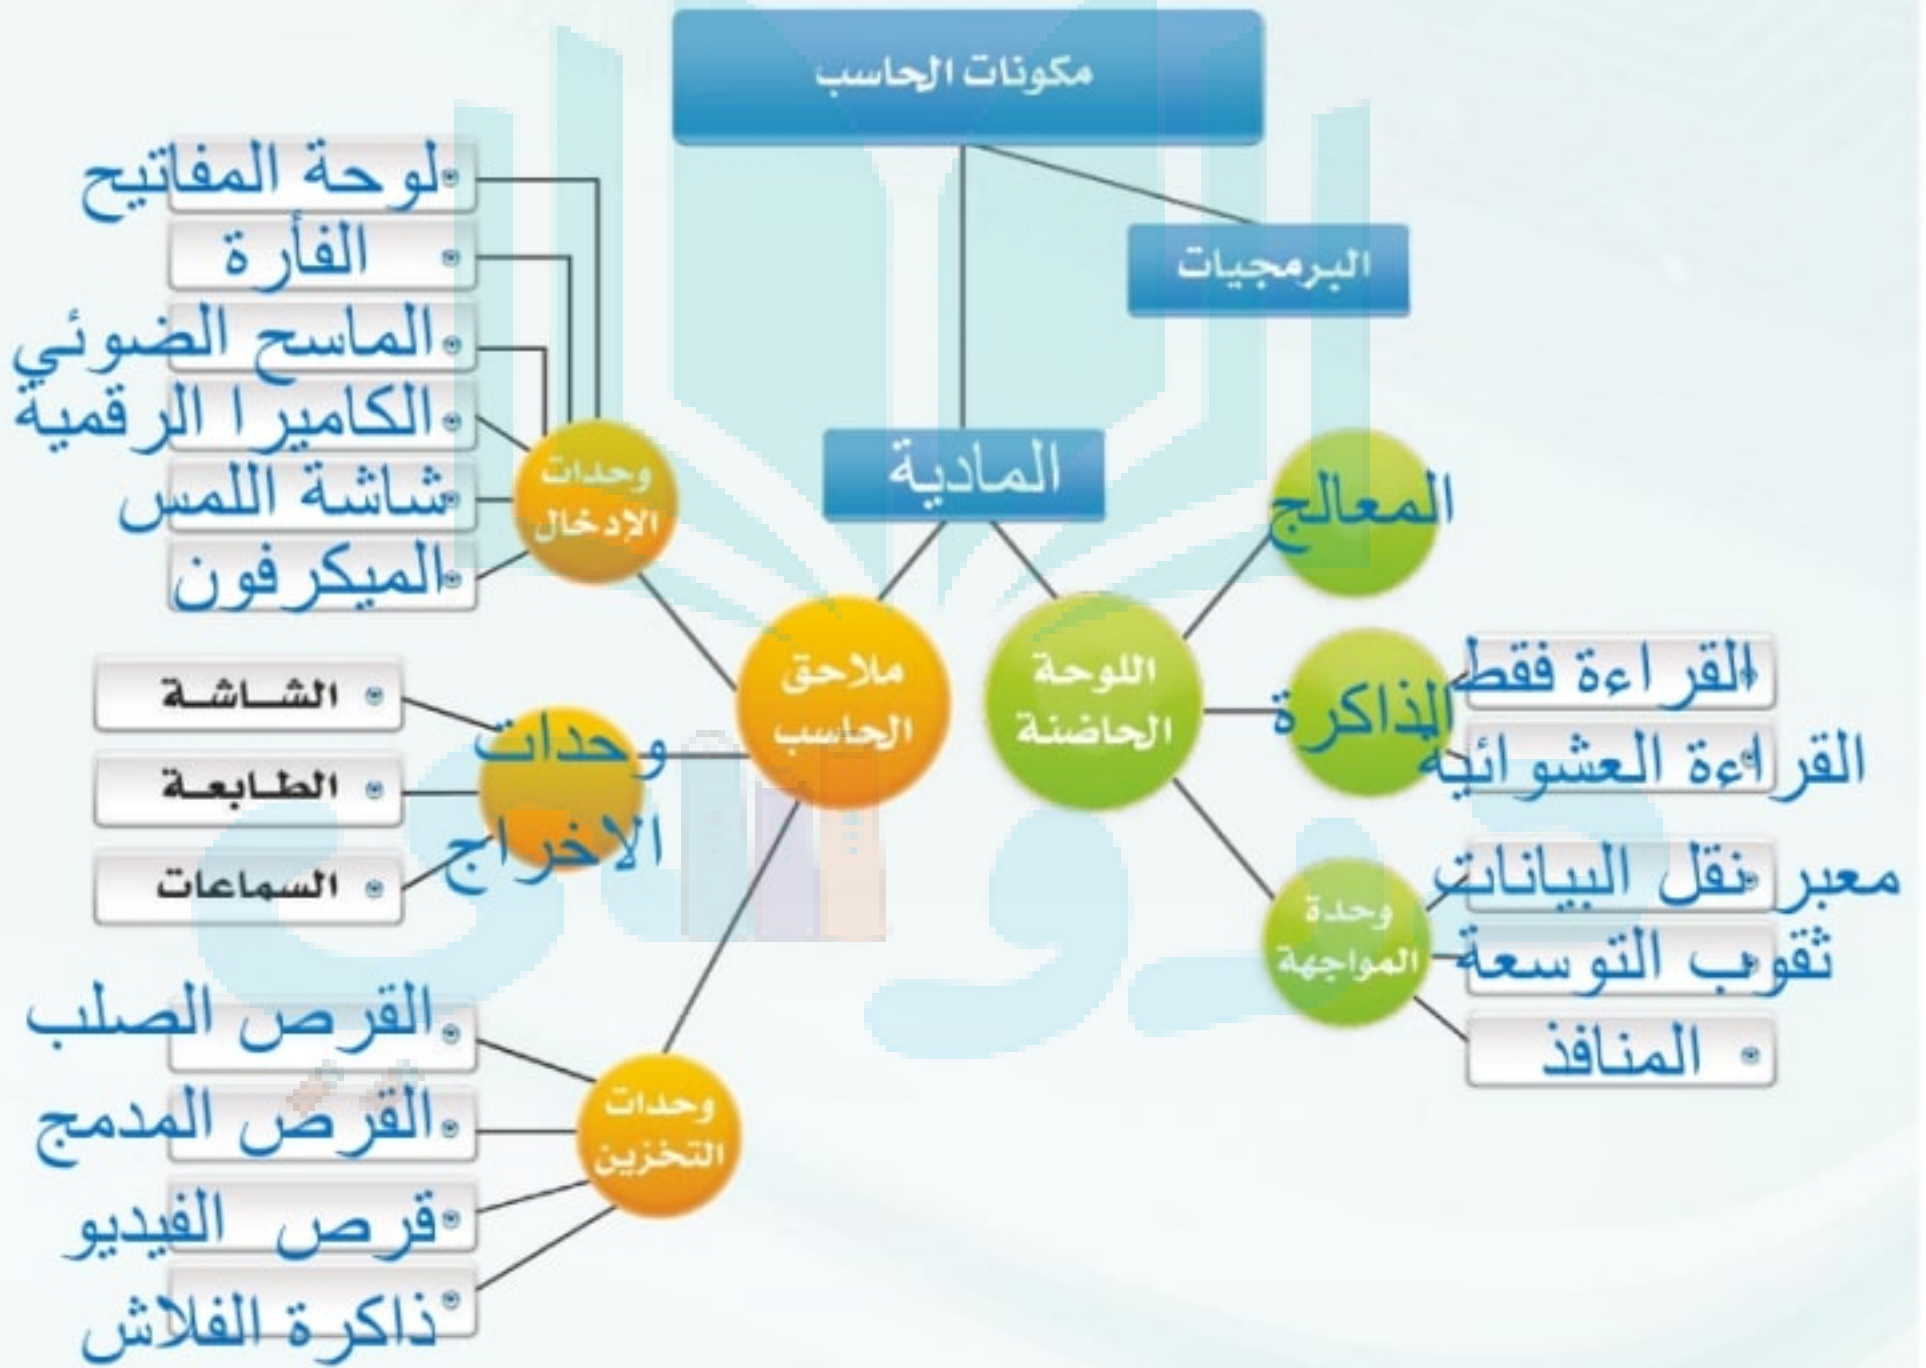 مكونات الحاسب
البرمجيات
المادية
المعالج
اللوحة
الحاضنة
الذاكرة
القراءة فقط
القراءة العشوائية
وحدة
المواجهة
معبر نقل البيانات
ثقوب التوسعة
المنافذ
ملاحق
الحاسب
وحدات
الإدخال
لوحة المفاتيح
الفأرة
الماسح الضوئي
الكاميرا الرقمية
شاشة اللمس
الميكرفون
وحدات
الاخراج
الشاشة
الطابعة
السماعات
وحدات
التخزين
القرص الصلب
القرص المدمج
قرص الفيديو
ذاكرة الفلاش
دروسي